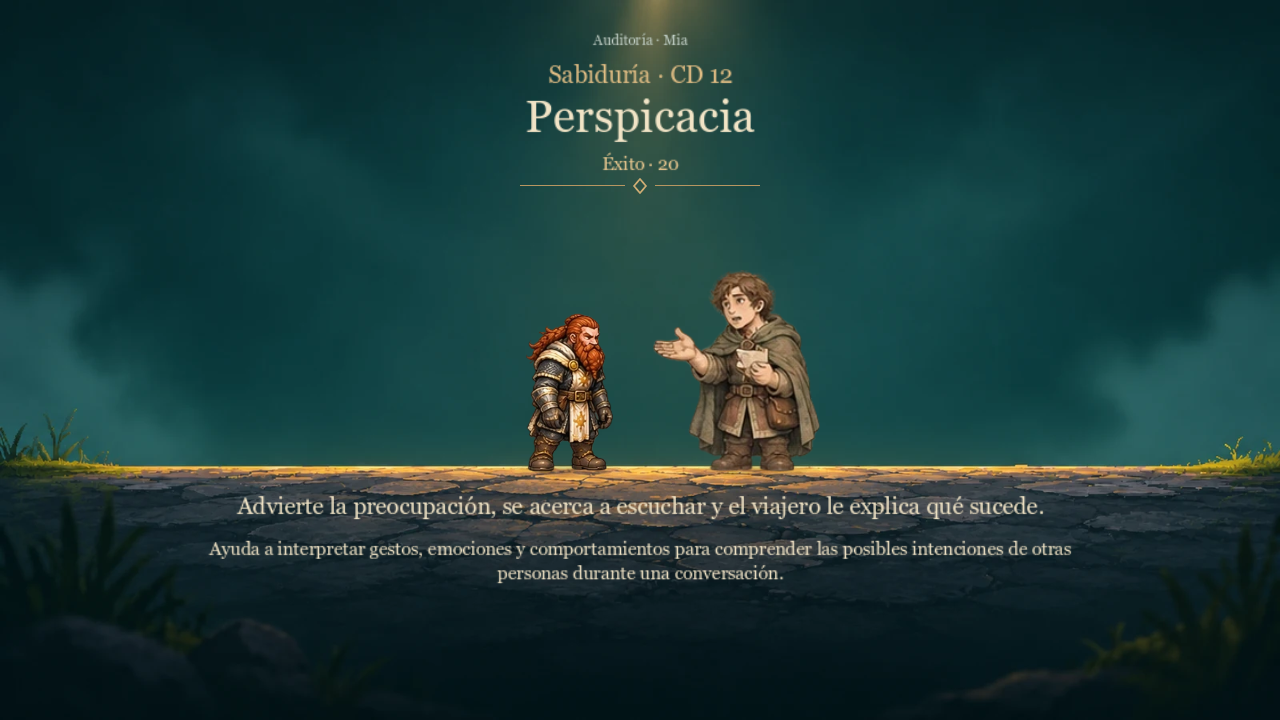 Auditoría · Mia
Sabiduría · CD 12
Perspicacia
Éxito · 20
Advierte la preocupación, se acerca a escuchar y el viajero le explica qué sucede.
Ayuda a interpretar gestos, emociones y comportamientos para comprender las posibles intenciones de otras
personas durante una conversación.